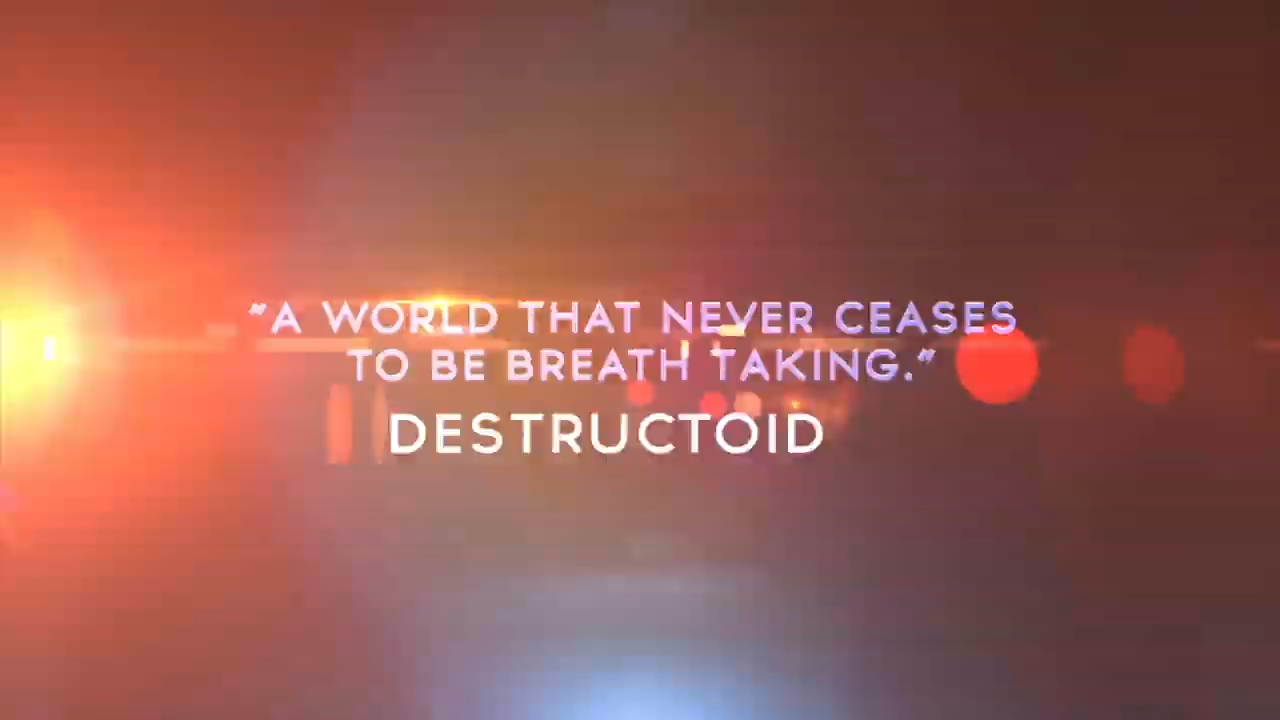 "A WORLD THAT NEVER CEASES
TO BE BREATH TAKING."
DESTRUCTOID